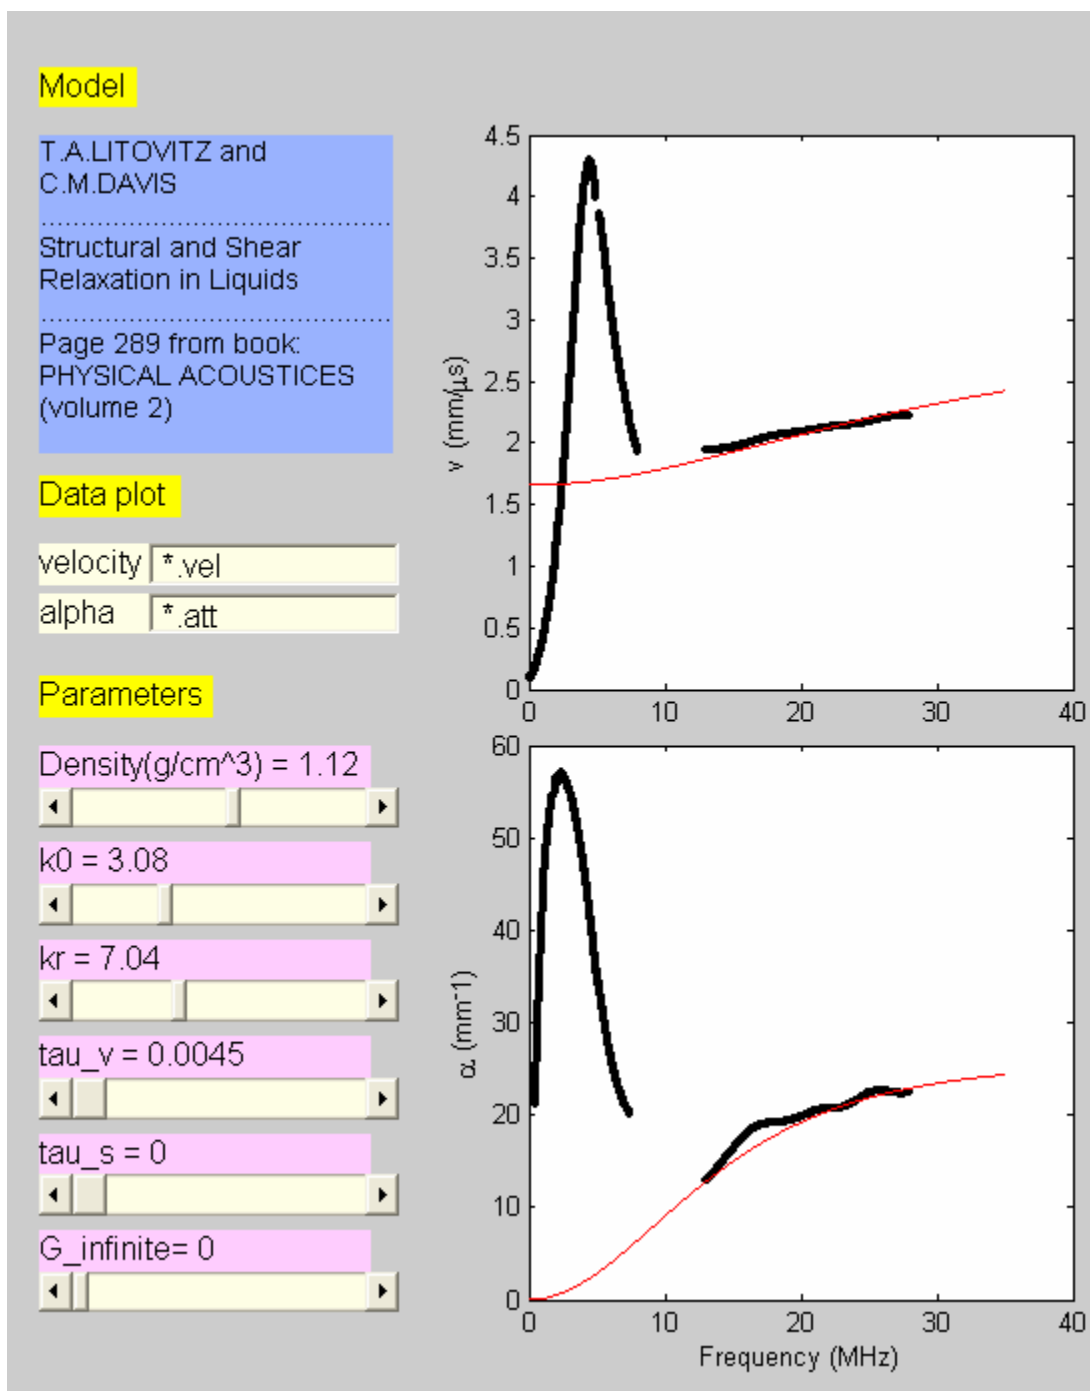 Model
T.A.LITOVITZ and
C.M.DAVIS
................................................
Structural and Shear
Relaxation in Liquids
................................................
Page 289 from book:
PHYSICAL ACOUSTICES
(volume 2)
Data plot
velocity *.vel
alpha *.att
Parameters
Density(g/cm^3) = 1.12
k0 = 3.08
kr = 7.04
tau_v = 0.0045
tau_s = 0
G_infinite= 0
v (mm/μs)
4.5
4
3.5
3
2.5
2
1.5
1
0.5
0
0 10 20 30 40
α (mm-1)
60
50
40
30
20
10
0
0 10 20 30 40
Frequency (MHz)